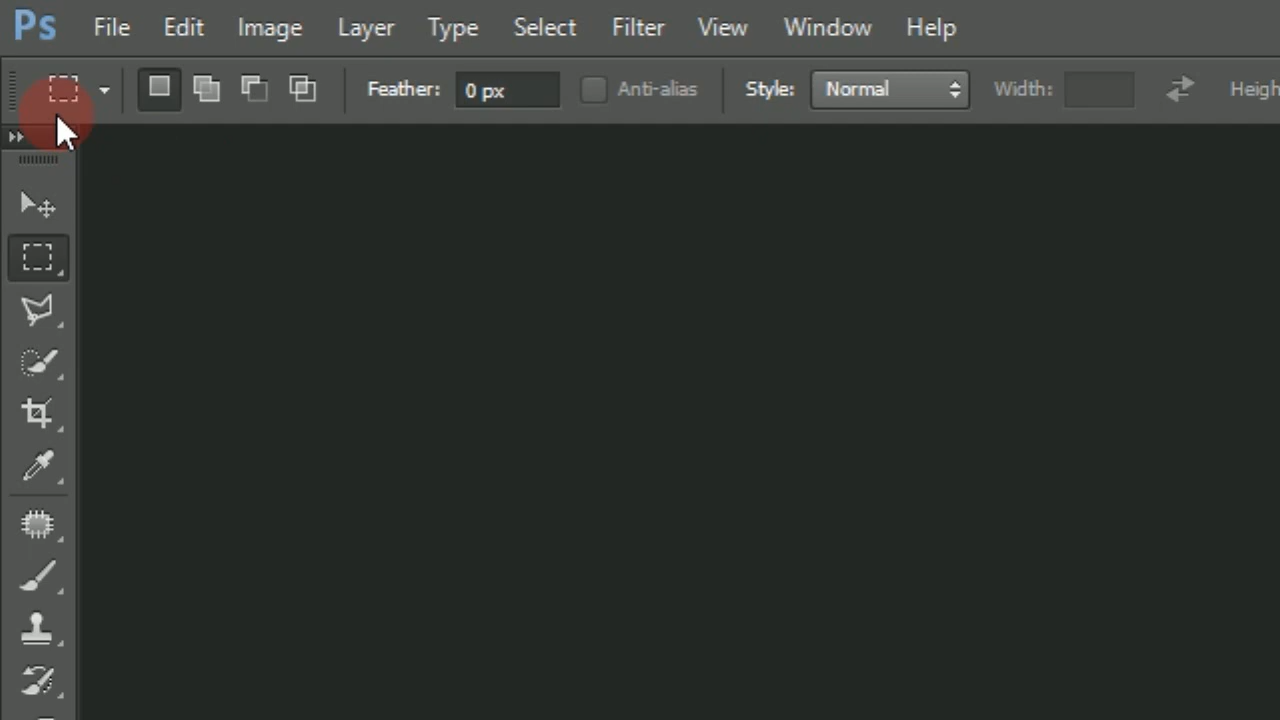 Ps File Edit Image Layer Type Select Filter View Window Help
Feather: 0 px Anti-alias Style: Normal Width: Heigh